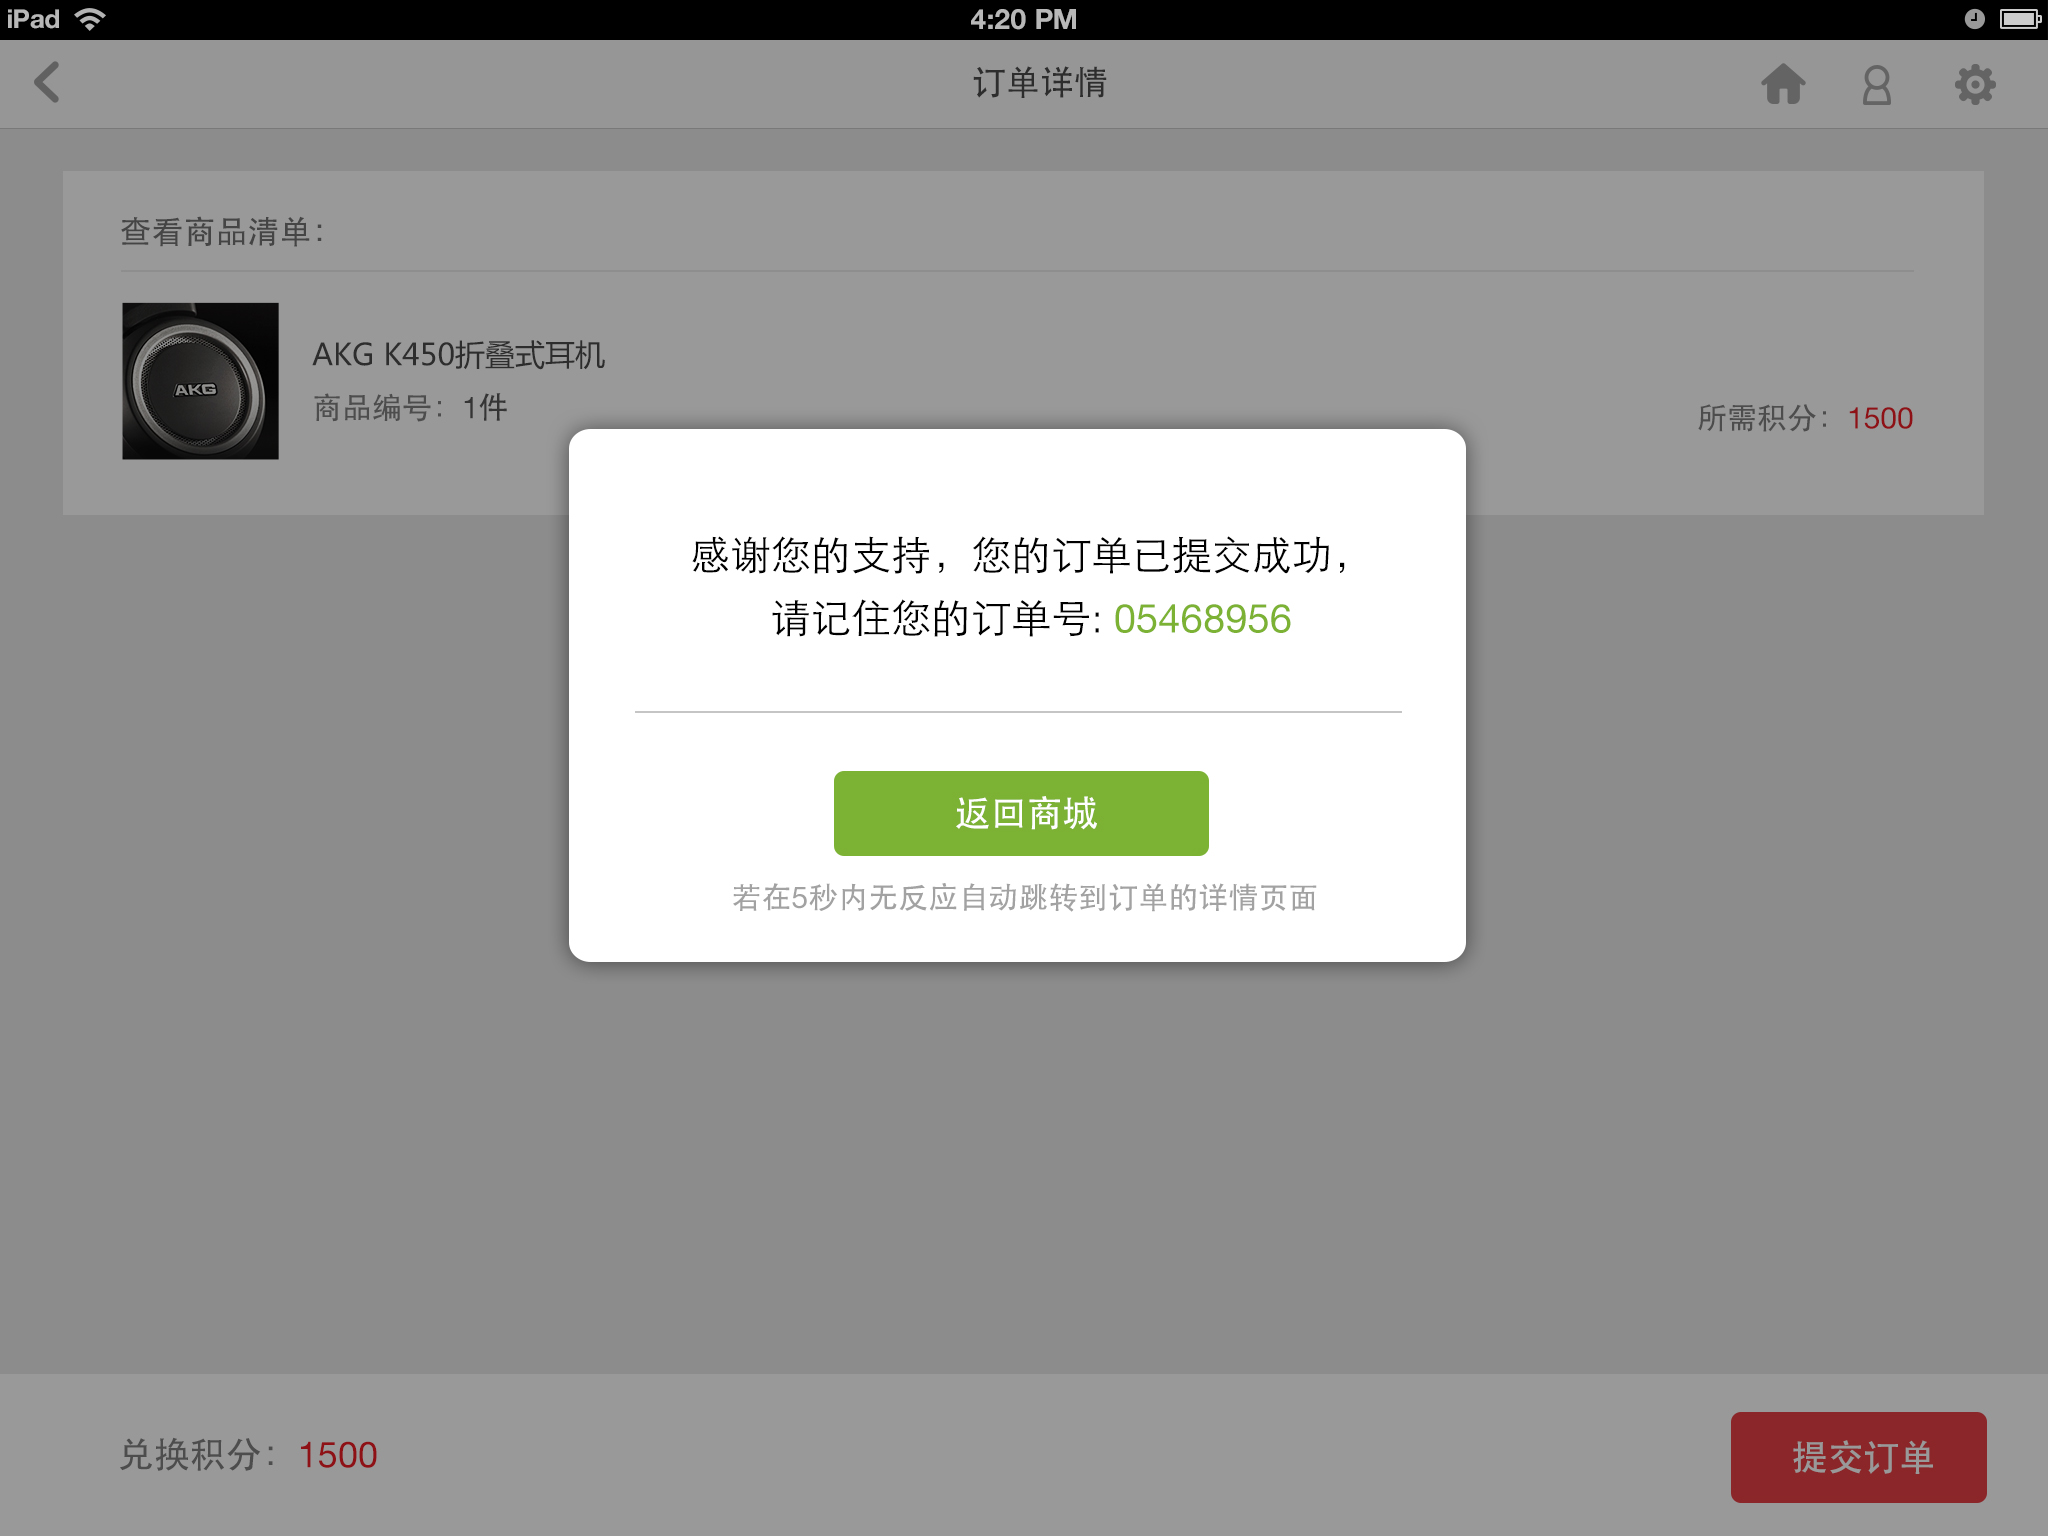 iPad 4:20 PM
订单详情
查看商品清单：
AKG
AKG K450折叠式耳机
商品编号：1件
所需积分：1500
感谢您的支持，您的订单已提交成功，
请记住您的订单号: 05468956
返回商城
若在5秒内无反应自动跳转到订单的详情页面
兑换积分：1500
提交订单